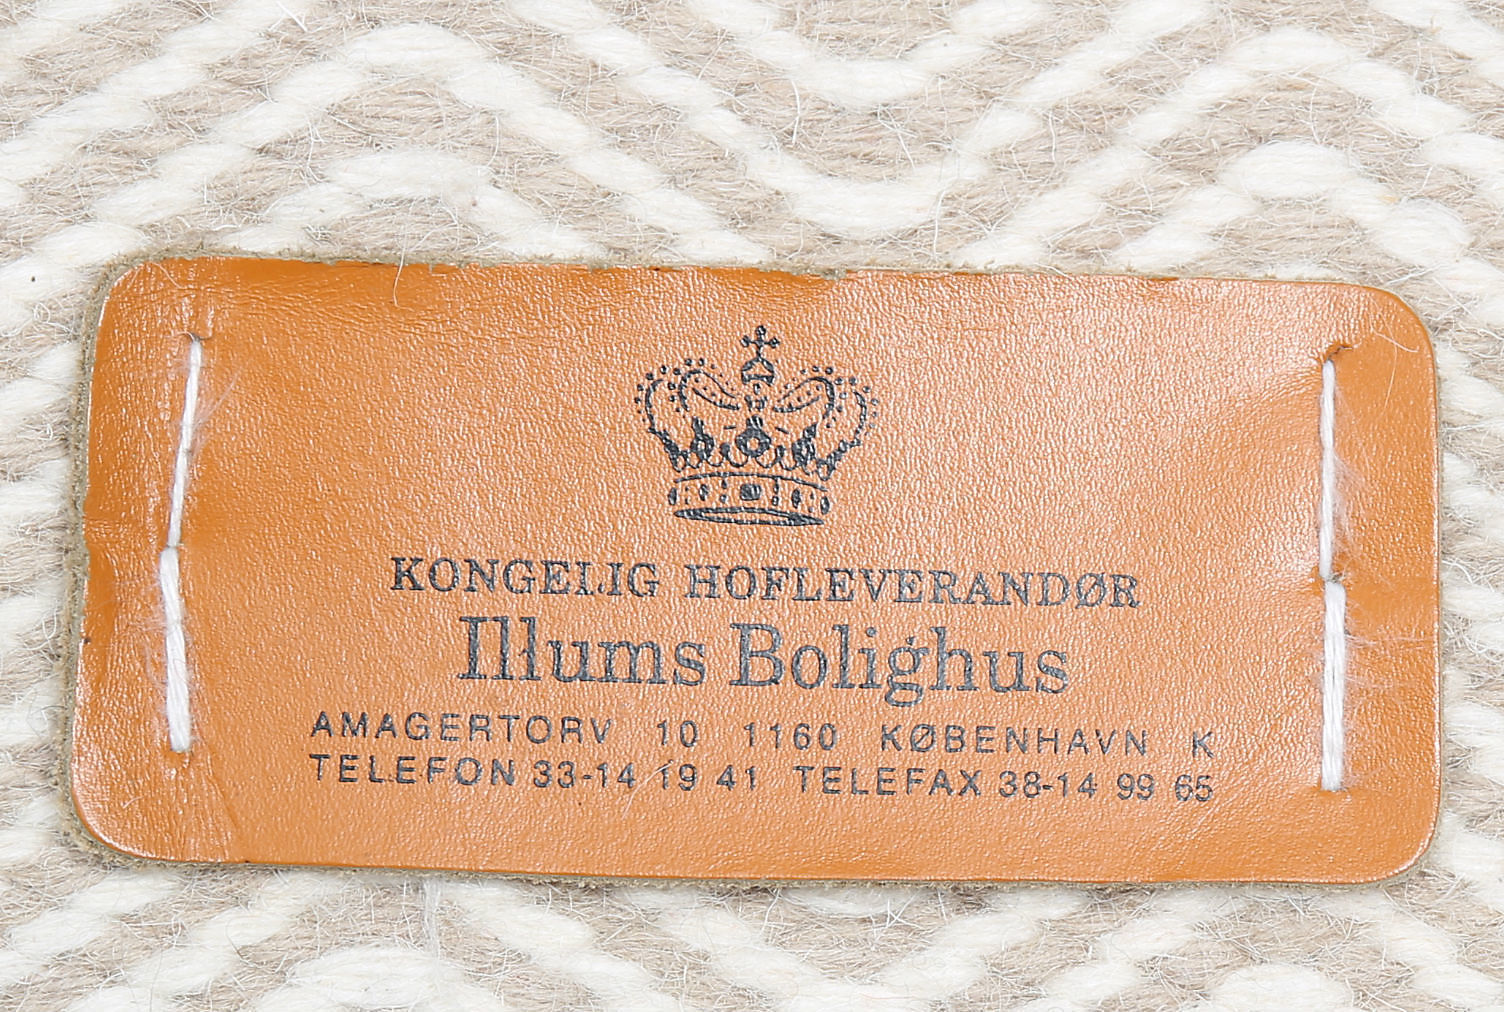 KONGELIG HOFLEVERANDØR
Illums Bolighus
AMAGERTORV 10 1160 KØBENHAVN K
TELEFON 33-14 19 41 TELEFAX 38-14 99 65